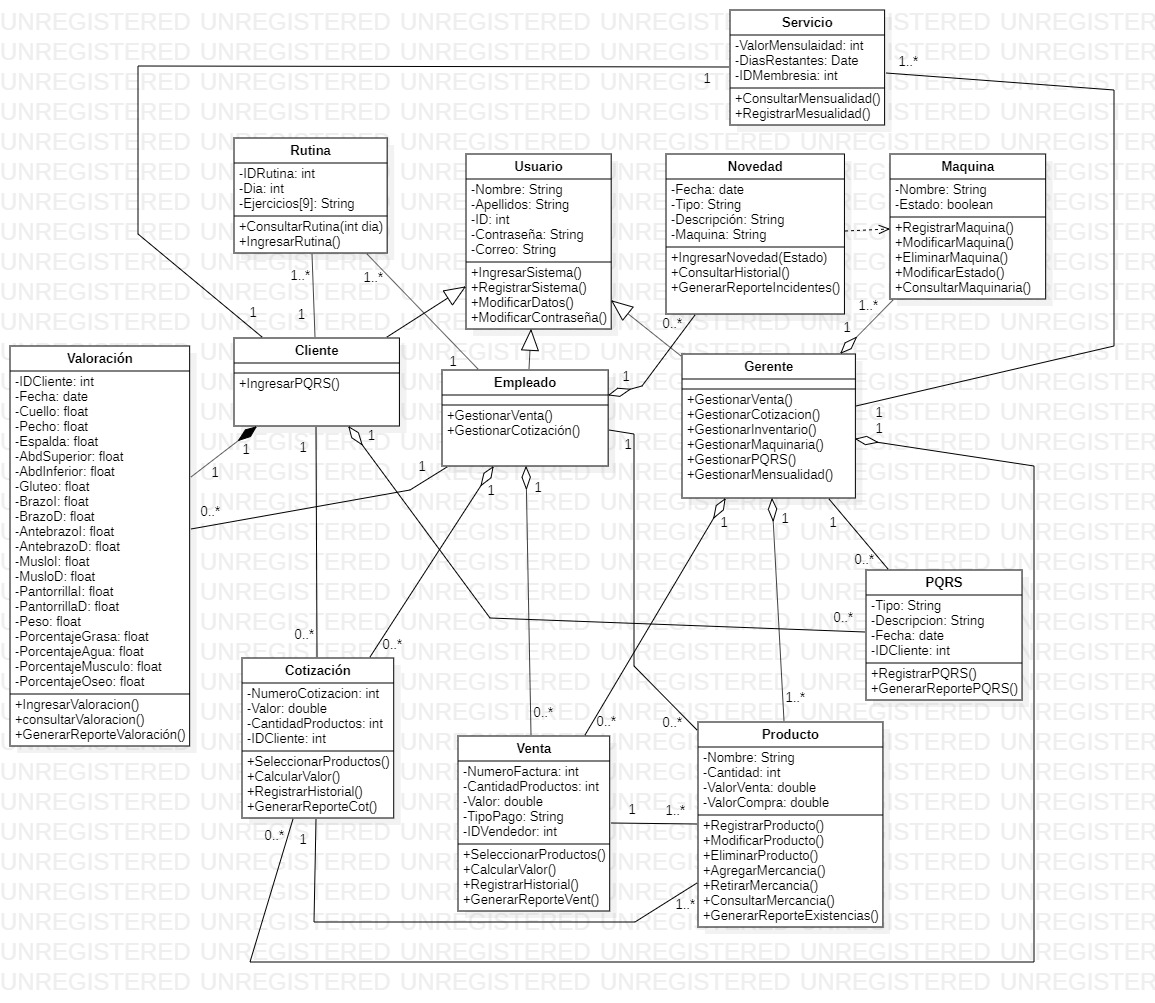 UNREGISTERED
Servicio
-ValorMensulaidad: int
-DiasRestantes: Date
-IDMembresia: int
+ConsultarMensualidad()
+RegistrarMesualidad()
1
1..*
Rutina
-IDRutina: int
-Dia: int
-Ejercicios[9]: String
+ConsultarRutina(int dia)
+IngresarRutina()
1..*
1..*
1
1
1
Usuario
-Nombre: String
-Apellidos: String
-ID: int
-Contraseña: String
-Correo: String
+IngresarSistema()
+RegistrarSistema()
+ModificarDatos()
+ModificarContraseña()
Novedad
-Fecha: date
-Tipo: String
-Descripción: String
-Maquina: String
+IngresarNovedad(Estado)
+ConsultarHistorial()
+GenerarReporteIncidentes()
0..*
1
Maquina
-Nombre: String
-Estado: boolean
+RegistrarMaquina()
+ModificarMaquina()
+EliminarMaquina()
+ModificarEstado()
+ConsultarMaquinaria()
1..*
1
Valoración
-IDCliente: int
-Fecha: date
-Cuello: float
-Pecho: float
-Espalda: float
-AbdSuperior: float
-AbdInferior: float
-Gluteo: float
-BrazoI: float
-BrazoD: float
-AntebrazoI: float
-AntebrazoD: float
-MusloI: float
-MusloD: float
-PantorrillaI: float
-PantorrillaD: float
-Peso: float
-PorcentajeGrasa: float
-PorcentajeAgua: float
-PorcentajeMusculo: float
-PorcentajeOseo: float
+IngresarValoracion()
+consultarValoracion()
+GenerarReporteValoración()
1
0..*
Cliente
+IngresarPQRS()
1
1
1
Empleado
+GestionarVenta()
+GestionarCotización()
1
1
1
1
Gerente
+GestionarVenta()
+GestionarCotizacion()
+GestionarInventario()
+GestionarMaquinaria()
+GestionarPQRS()
+GestionarMensualidad()
1
1
1
1
1
0..*
0..*
PQRS
-Tipo: String
-Descripcion: String
-Fecha: date
-IDCliente: int
+RegistrarPQRS()
+GenerarReportePQRS()
0..*
0..*
Cotización
-NumeroCotizacion: int
-Valor: double
-CantidadProductos: int
-IDCliente: int
+SeleccionarProductos()
+CalcularValor()
+RegistrarHistorial()
+GenerarReporteCot()
0..*
1
0..*
0..*
Venta
-NumeroFactura: int
-CantidadProductos: int
-Valor: double
-TipoPago: String
-IDVendedor: int
+SeleccionarProductos()
+CalcularValor()
+RegistrarHistorial()
+GenerarReporteVent()
1
1..*
0..*
1..*
1..*
Producto
-Nombre: String
-Cantidad: int
-ValorVenta: double
-ValorCompra: double
+RegistrarProducto()
+ModificarProducto()
+EliminarProducto()
+AgregarMercancia()
+RetirarMercancia()
+ConsultarMercancia()
+GenerarReporteExistencias()